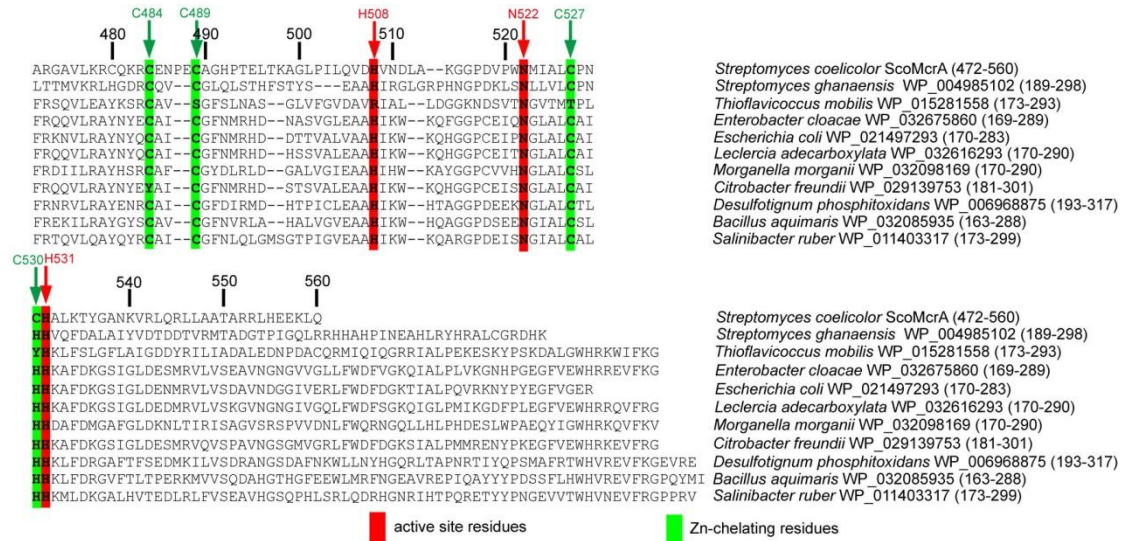 C484 C489 H508 N522 C527
480 490 500 510 520
ARGAVLKRCQKRCENPECAGHPTELTKAGLPILQVDHVNDLA--KGGPDVPWNMIALCPN Streptomyces coelicolor ScoMcrA (472-560)
LTTMVKRLHGDRCQV--CGLQLSTHFSTYS-EAAHIRGLGRPHNGPDKLSNLLVLCPN Streptomyces ghanaensis WP_004985102 (189-298)
FRSQVLEAYKSRCAV--SGFSLNAS-GLVFGVDAVRIAL--LDGGKNDSVTNGVTMTPL Thioflavicoccus mobilis WP_015281558 (173-293)
FRQQVLRAYNYECAI--CGFNMRHD-NASVGLEAAHIKW--KQFGGPCEIQNGLALCAI Enterobacter cloacae WP_032675860 (169-289)
FRKNVLRAYNYQCAI--CGFNMRHD-DTTVALVAAHIKW--KQHGGPCEIPNGLALCAI Escherichia coli WP_021497293 (170-283)
FRQQVLRAYNYQCAI--CGFNMRHD-HSSVALEAAHIKW--KQHGGPCEITNGLALCAI Leclercia adecarboxylata WP_032616293 (170-290)
FRDIILRAYHSRCAF--CGYDLRLD-GLSIGLEAAHIHW--KAYGGPCVVHNGLALCSL Morganella morganii WP_032098169 (170-290)
FRQQVLRAYNYEYAI--CGFNMRHD-STSVALEAAHIKW--KQHGGPCEISNGLALCAI Citrobacter freundii WP_029139753 (181-301)
FRNRVLRAYENRCAI--CGFDIRMD-HTPICLEAAHIKW--HTAGGPDEEKNGLALCTL Desulfotignum phosphitoxidans WP_006968875 (193-317)
FREKILRAYGYSCAV--CGFNVRLA-HALVGVEAAHIKW--KQAGGPDSEENGLALCAL Bacillus aquimaris WP_032085935 (163-288)
FRTQVLQAYQYRCAI--CGFNLQLGMSGTPIGVEAAHIKW--KQARGPDEISNGIALCAL Salinibacter ruber WP_011403317 (173-299)
C530 H531
540 550 560
CHALKTYGANKVRLQRLLAATARRLHEEKLQ Streptomyces coelicolor ScoMcrA (472-560)
HHVQFDALAIYVDTDDTVRMTADGTPIGQLRRHHAHPINEAHLRYHRALCGRDHK Streptomyces ghanaensis WP_004985102 (189-298)
YHKLFSLGFLAIGDDYRILIADALEDNPDACQRMIQIQGRRIALPEKESKYPSKDALGWHRKWIFKG Thioflavicoccus mobilis WP_015281558 (173-293)
HHKAFDKGSIGLDENMRVLVSEAVNGNGVVGLLFWDFVGKQIALPVLKGNHPGEGFVEWHRREVFKG Enterobacter cloacae WP_032675860 (169-289)
HHKAFDKGSIGLDENMRVLVSDAVNDGGIVERLFWDFDGKTIALPQVRKNYPYEGFVGER Escherichia coli WP_021497293 (170-283)
HHKAFDKGSIGLDEDMRVLVSKGVNGNGIVGQLFWDFSGKQIGLPMIKGDFPLEGFVEWHRRQVFRG Leclercia adecarboxylata WP_032616293 (170-290)
HHDAFDMGAFGLDKNLTIRISAGVSRSPVVDNLFWQRNGQLLHLPHDESLWPAEQYIGWHRKQVFKV Morganella morganii WP_032098169 (170-290)
HHKAFDKGSIGLDESMRVQVSPAVNGSGMVGRLFWDFDGKSIALPMMRENYPKEGFVEWHRKEVFRG Citrobacter freundii WP_029139753 (181-301)
HHKLFDRGAFTFSEDMKILVSDRANGSDAFNKWLLNYHGQRLTAPNRTIYQPSMAFRTWHVREVFKGEVRE Desulfotignum phosphitoxidans WP_006968875 (193-317)
HHKLFDRGVFTLTPERKMVVSQDAHGTHGFEEWLMRFNGEAVREPIQAYYYPDSSFLHWHVREVFRGPQYMI Bacillus aquimaris WP_032085935 (163-288)
HHKMLDKGALHVTEDLRLFVSEAVHGSQPHLSRLQDRHGNRIHTPQRETYYPNGEVVTWHVNEVFRGPPRV Salinibacter ruber WP_011403317 (173-299)
active site residues Zn-chelating residues